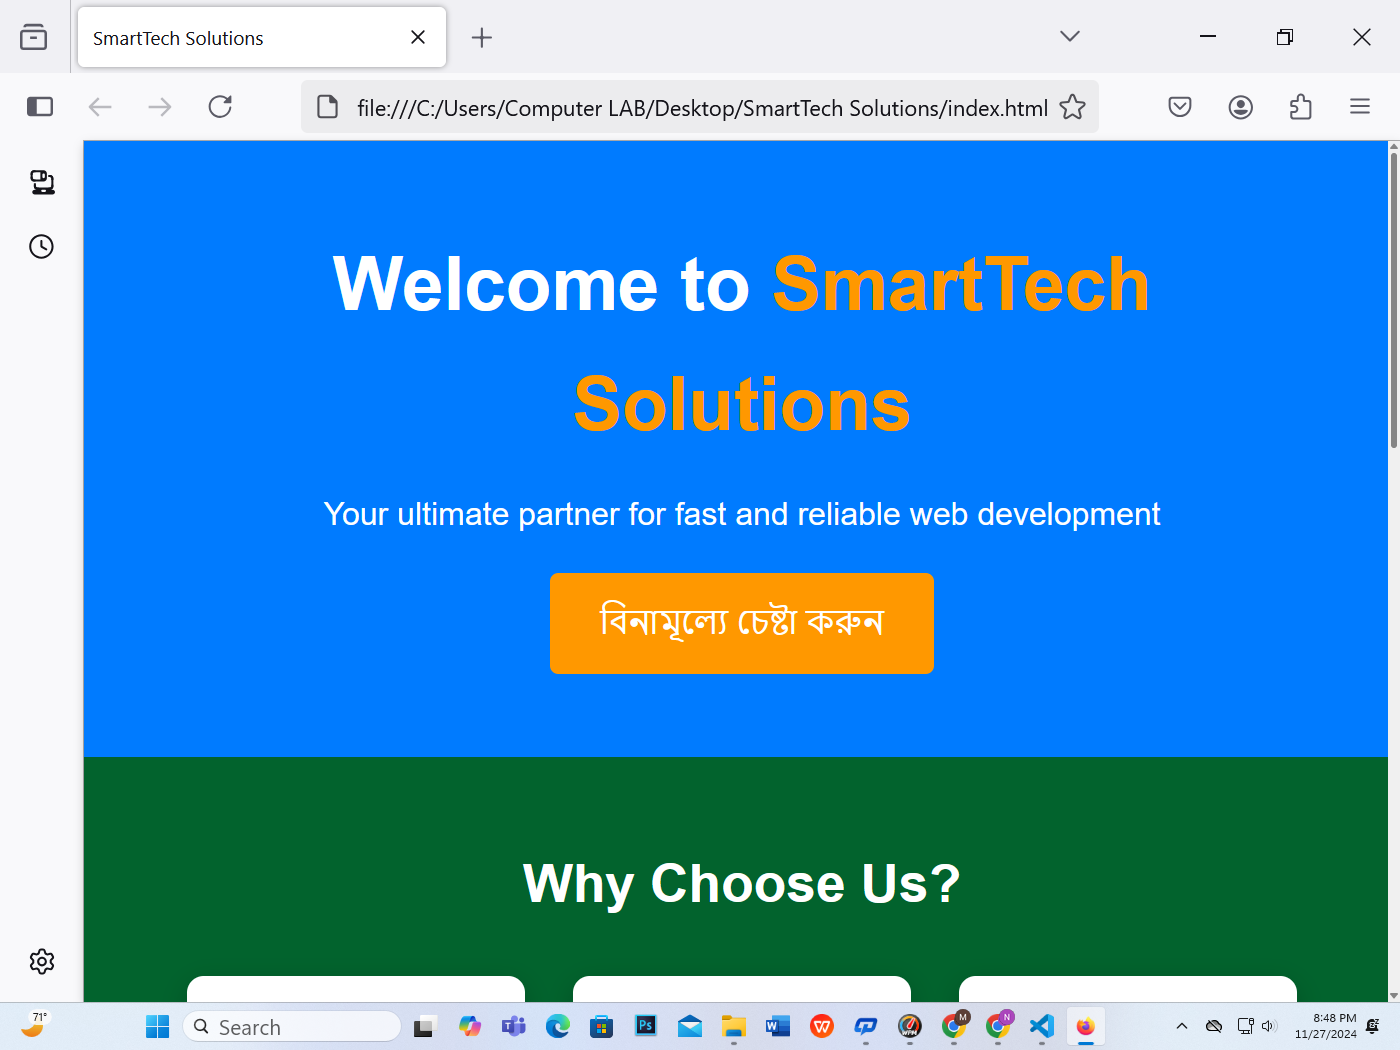 SmartTech Solutions
file:///C:/Users/Computer LAB/Desktop/SmartTech Solutions/index.html
Welcome to SmartTech
Solutions
Your ultimate partner for fast and reliable web development
বিনামূল্যে চেষ্টা করুন
Why Choose Us?
71°
Search
8:48 PM
11/27/2024